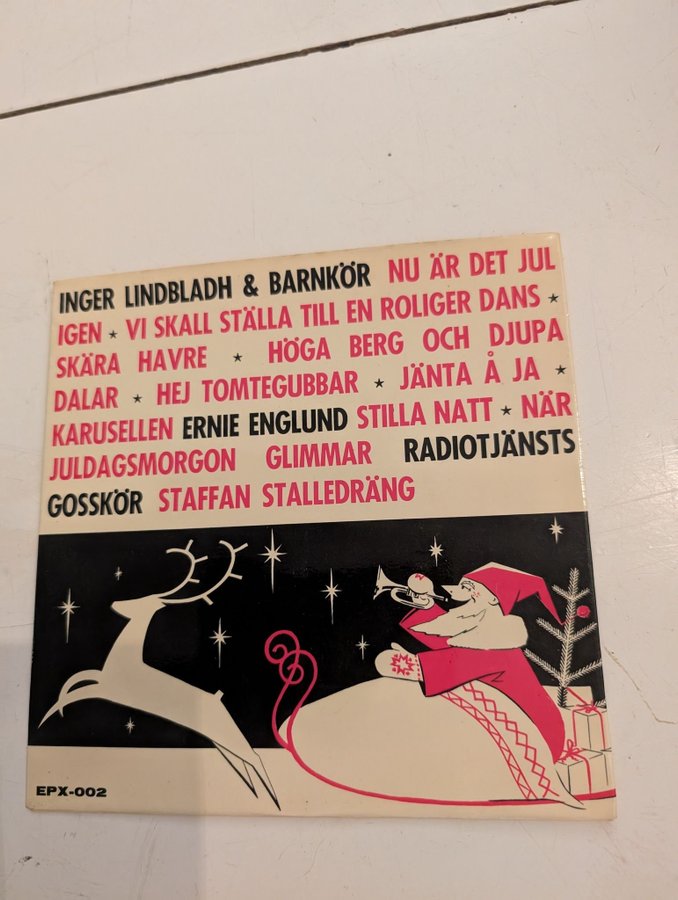 INGER LINDBLADH & BARNKÖR NU ÄR DET JUL
IGEN ★ VI SKALL STÄLLA TILL EN ROLIGER DANS ★
SKÄRA HAVRE ★ HÖGA BERG OCH DJUPA
DALAR ★ HEJ TOMTEGUBBAR ★ JÄNTA Å JA ★
KARUSELLEN ERNIE ENGLUND STILLA NATT ★ NÄR
JULDAGSMORGON GLIMMAR RADIOTJÄNSTS
GOSSKÖR STAFFAN STALLEDRÄNG
EPX-002